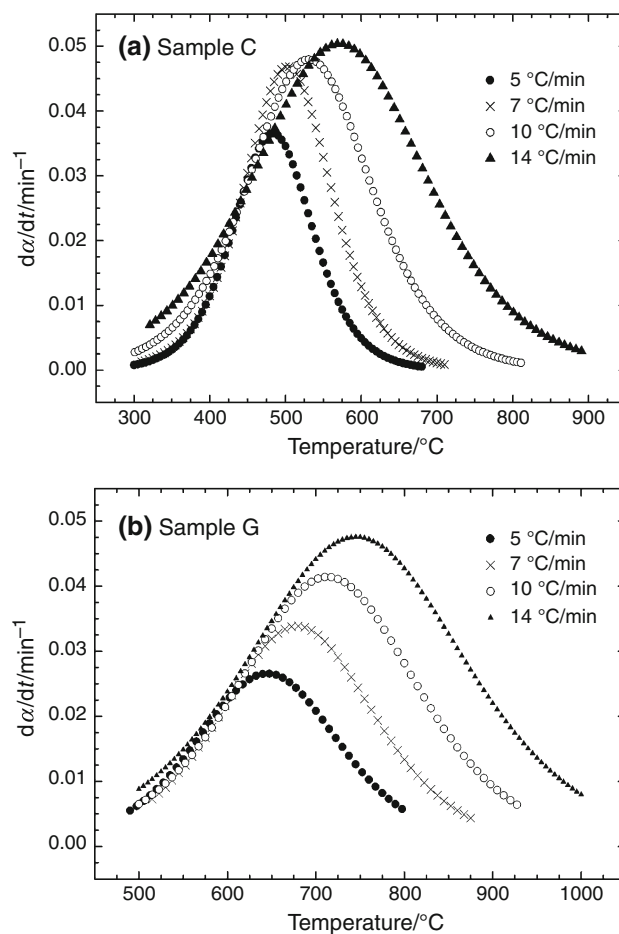 (a) Sample C
5 °C/min
7 °C/min
10 °C/min
14 °C/min
0.05
0.04
0.03
0.02
0.01
0.00
dα/dt/min⁻¹
300 400 500 600 700 800 900
Temperature/°C
(b) Sample G
5 °C/min
7 °C/min
10 °C/min
14 °C/min
0.05
0.04
0.03
0.02
0.01
0.00
dα/dt/min⁻¹
500 600 700 800 900 1000
Temperature/°C